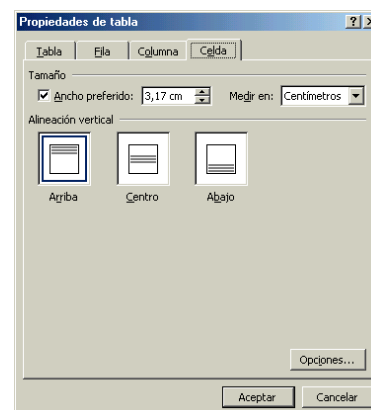 Propiedades de tabla
Tabla Fila Columna Celda
Tamaño
Ancho preferido: 3,17 cm Medir en: Centímetros
Alineación vertical
Arriba Centro Abajo
Opciones...
Aceptar Cancelar